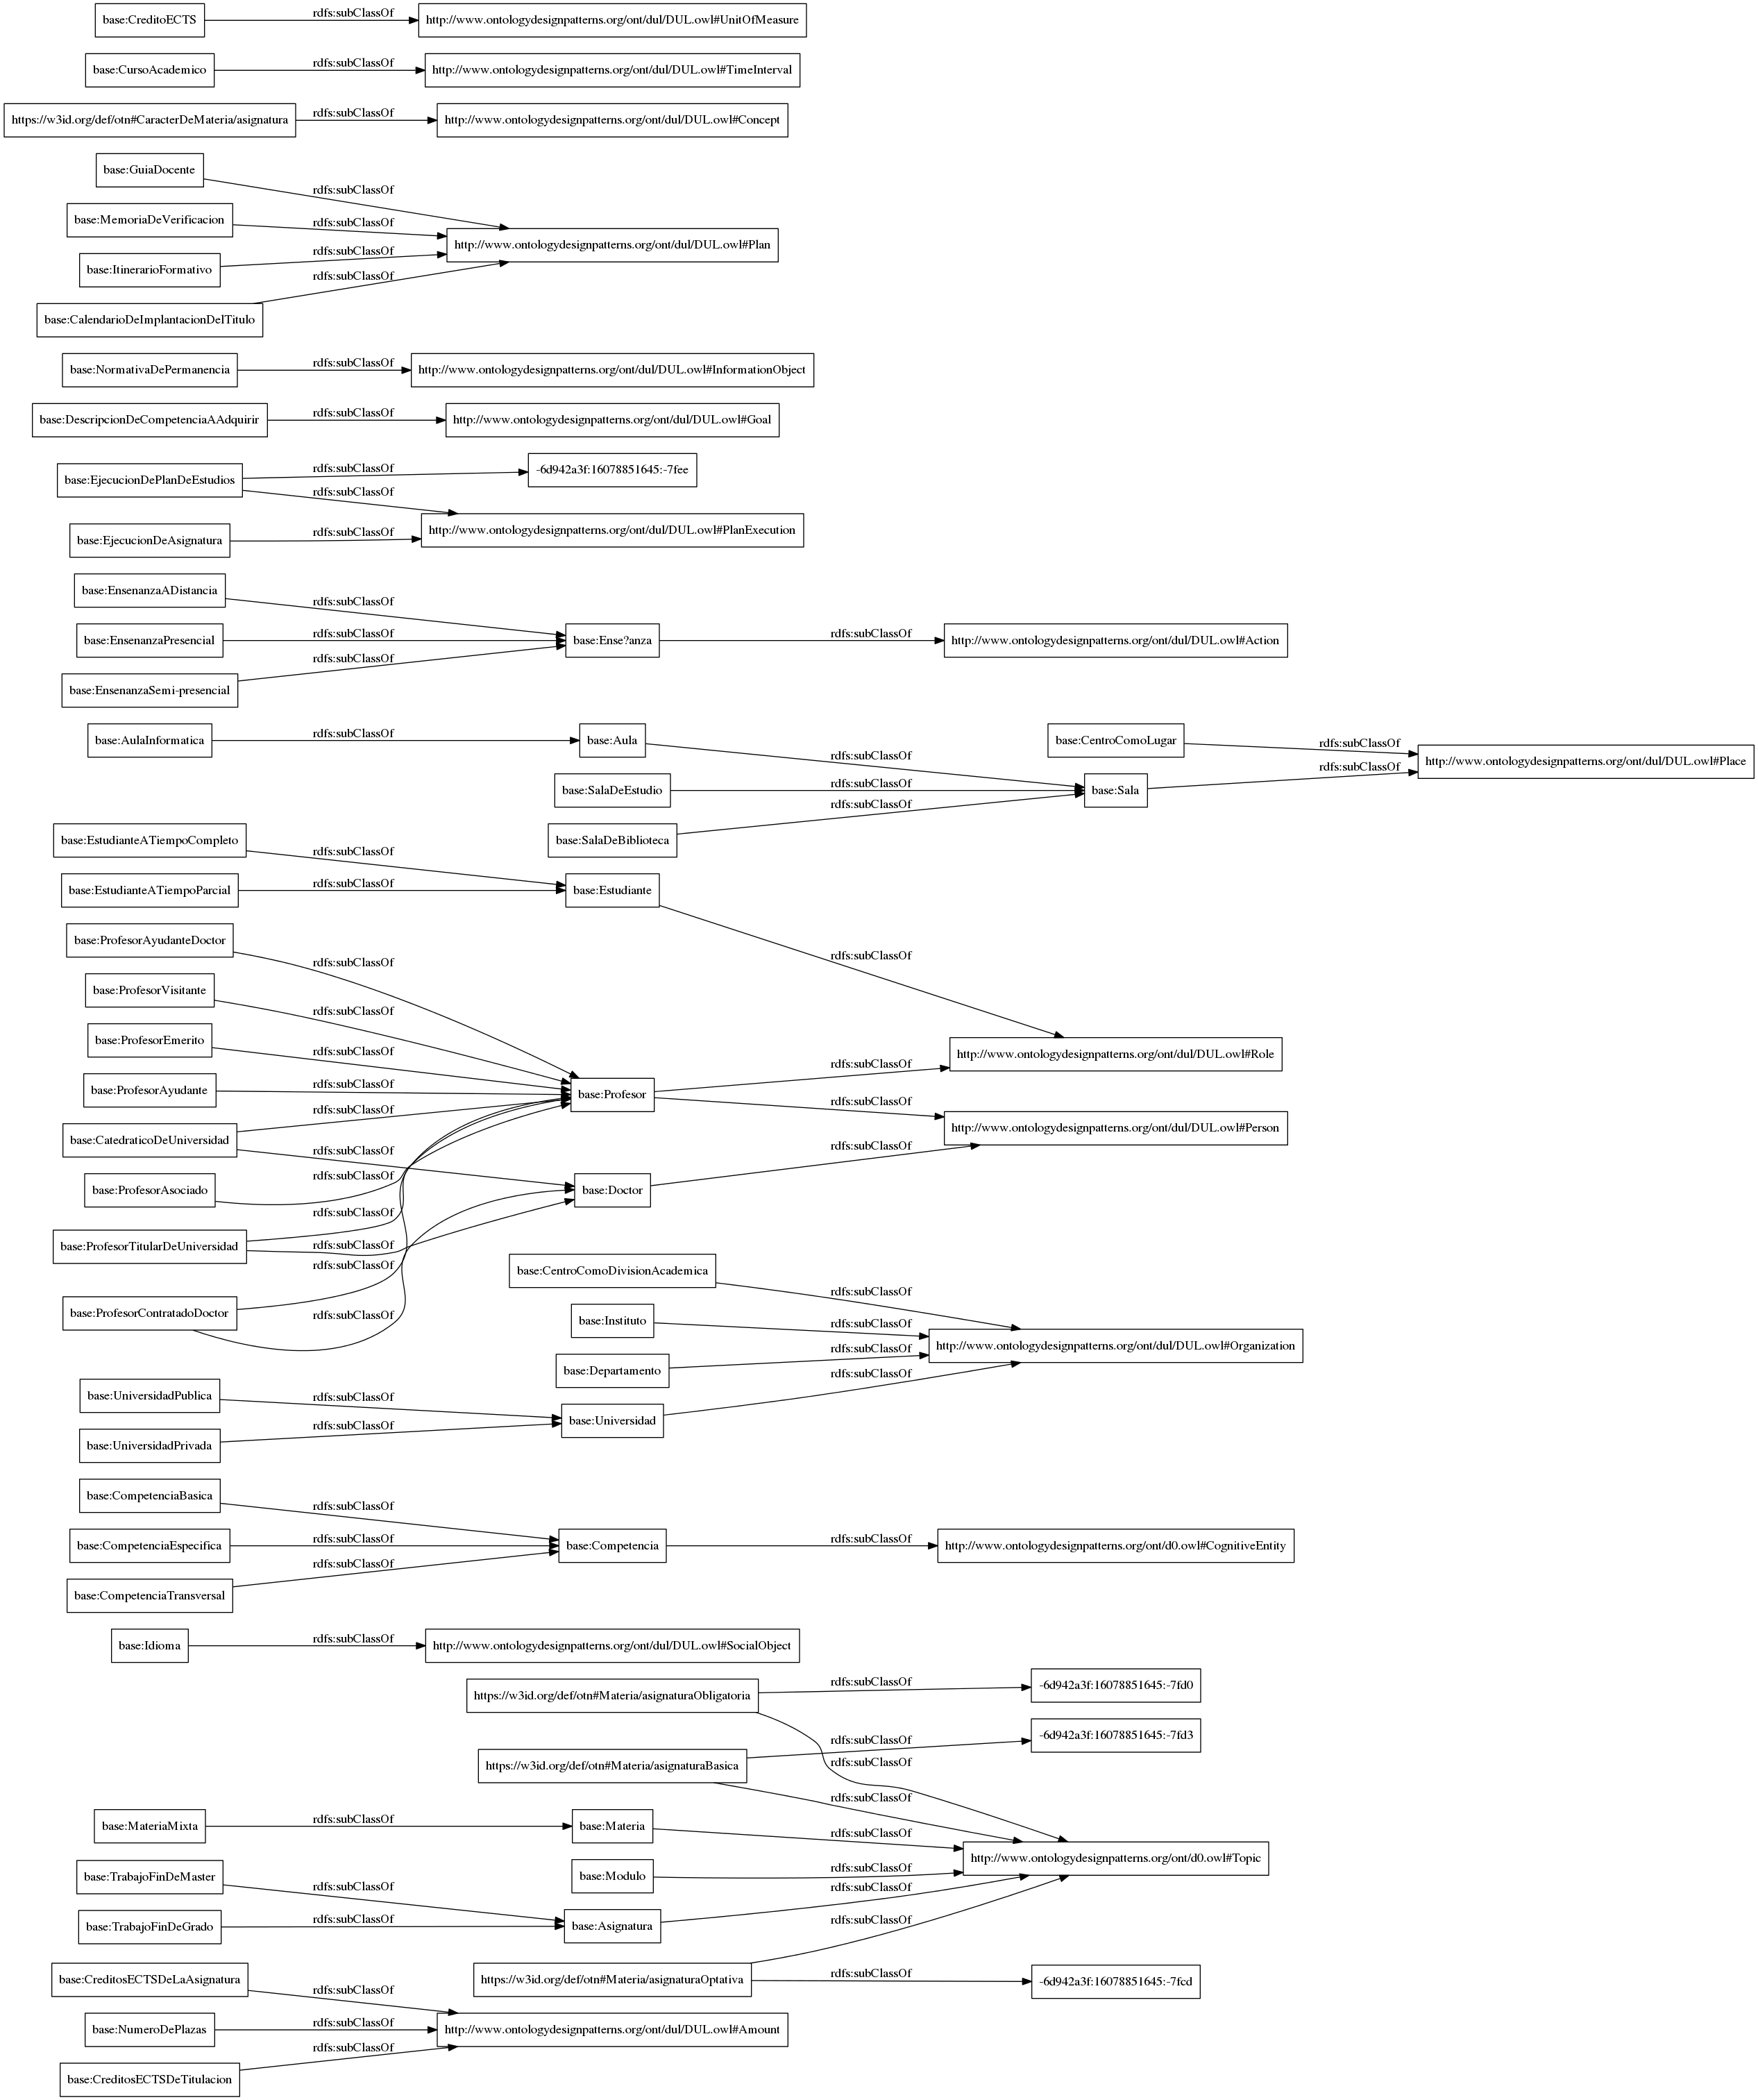 base:CreditoECTS
rdfs:subClassOf
http://www.ontologydesignpatterns.org/ont/dul/DUL.owl#UnitOfMeasure
base:CursoAcademico
rdfs:subClassOf
http://www.ontologydesignpatterns.org/ont/dul/DUL.owl#TimeInterval
https://w3id.org/def/otn#CaracterDeMateria/asignatura
rdfs:subClassOf
http://www.ontologydesignpatterns.org/ont/dul/DUL.owl#Concept
base:GuiaDocente
rdfs:subClassOf
base:MemoriaDeVerificacion
rdfs:subClassOf
http://www.ontologydesignpatterns.org/ont/dul/DUL.owl#Plan
base:ItinerarioFormativo
rdfs:subClassOf
base:CalendarioDeImplantacionDelTitulo
rdfs:subClassOf
base:NormativaDePermanencia
rdfs:subClassOf
http://www.ontologydesignpatterns.org/ont/dul/DUL.owl#InformationObject
base:DescripcionDeCompetenciaAAdquirir
rdfs:subClassOf
http://www.ontologydesignpatterns.org/ont/dul/DUL.owl#Goal
base:EjecucionDePlanDeEstudios
rdfs:subClassOf
-6d942a3f:16078851645:-7fee
rdfs:subClassOf
http://www.ontologydesignpatterns.org/ont/dul/DUL.owl#PlanExecution
base:EjecucionDeAsignatura
rdfs:subClassOf
base:EnsenanzaADistancia
rdfs:subClassOf
base:EnsenanzaPresencial
rdfs:subClassOf
base:Ense?anza
rdfs:subClassOf
http://www.ontologydesignpatterns.org/ont/dul/DUL.owl#Action
base:EnsenanzaSemi-presencial
rdfs:subClassOf
base:AulaInformatica
rdfs:subClassOf
base:Aula
rdfs:subClassOf
base:CentroComoLugar
rdfs:subClassOf
http://www.ontologydesignpatterns.org/ont/dul/DUL.owl#Place
base:SalaDeEstudio
rdfs:subClassOf
base:Sala
rdfs:subClassOf
base:SalaDeBiblioteca
rdfs:subClassOf
base:EstudianteATiempoCompleto
rdfs:subClassOf
base:EstudianteATiempoParcial
rdfs:subClassOf
base:Estudiante
rdfs:subClassOf
base:ProfesorAyudanteDoctor
rdfs:subClassOf
base:ProfesorVisitante
rdfs:subClassOf
base:ProfesorEmerito
rdfs:subClassOf
base:ProfesorAyudante
rdfs:subClassOf
base:Profesor
rdfs:subClassOf
http://www.ontologydesignpatterns.org/ont/dul/DUL.owl#Role
rdfs:subClassOf
http://www.ontologydesignpatterns.org/ont/dul/DUL.owl#Person
base:CatedraticoDeUniversidad
rdfs:subClassOf
rdfs:subClassOf
base:ProfesorAsociado
rdfs:subClassOf
base:Doctor
rdfs:subClassOf
base:ProfesorTitularDeUniversidad
rdfs:subClassOf
rdfs:subClassOf
base:ProfesorContratadoDoctor
rdfs:subClassOf
rdfs:subClassOf
base:CentroComoDivisionAcademica
rdfs:subClassOf
base:Instituto
rdfs:subClassOf
http://www.ontologydesignpatterns.org/ont/dul/DUL.owl#Organization
base:Departamento
rdfs:subClassOf
base:UniversidadPublica
rdfs:subClassOf
base:Universidad
rdfs:subClassOf
base:UniversidadPrivada
rdfs:subClassOf
base:CompetenciaBasica
rdfs:subClassOf
base:CompetenciaEspecifica
rdfs:subClassOf
base:Competencia
rdfs:subClassOf
http://www.ontologydesignpatterns.org/ont/d0.owl#CognitiveEntity
base:CompetenciaTransversal
rdfs:subClassOf
base:Idioma
rdfs:subClassOf
http://www.ontologydesignpatterns.org/ont/dul/DUL.owl#SocialObject
https://w3id.org/def/otn#Materia/asignaturaObligatoria
rdfs:subClassOf
-6d942a3f:16078851645:-7fd0
rdfs:subClassOf
https://w3id.org/def/otn#Materia/asignaturaBasica
rdfs:subClassOf
-6d942a3f:16078851645:-7fd3
rdfs:subClassOf
base:MateriaMixta
rdfs:subClassOf
base:Materia
rdfs:subClassOf
http://www.ontologydesignpatterns.org/ont/d0.owl#Topic
base:Modulo
rdfs:subClassOf
base:TrabajoFinDeMaster
rdfs:subClassOf
base:TrabajoFinDeGrado
rdfs:subClassOf
base:Asignatura
rdfs:subClassOf
https://w3id.org/def/otn#Materia/asignaturaOptativa
rdfs:subClassOf
rdfs:subClassOf
-6d942a3f:16078851645:-7fcd
base:CreditosECTSDeLaAsignatura
rdfs:subClassOf
base:NumeroDePlazas
rdfs:subClassOf
http://www.ontologydesignpatterns.org/ont/dul/DUL.owl#Amount
base:CreditosECTSDeTitulacion
rdfs:subClassOf